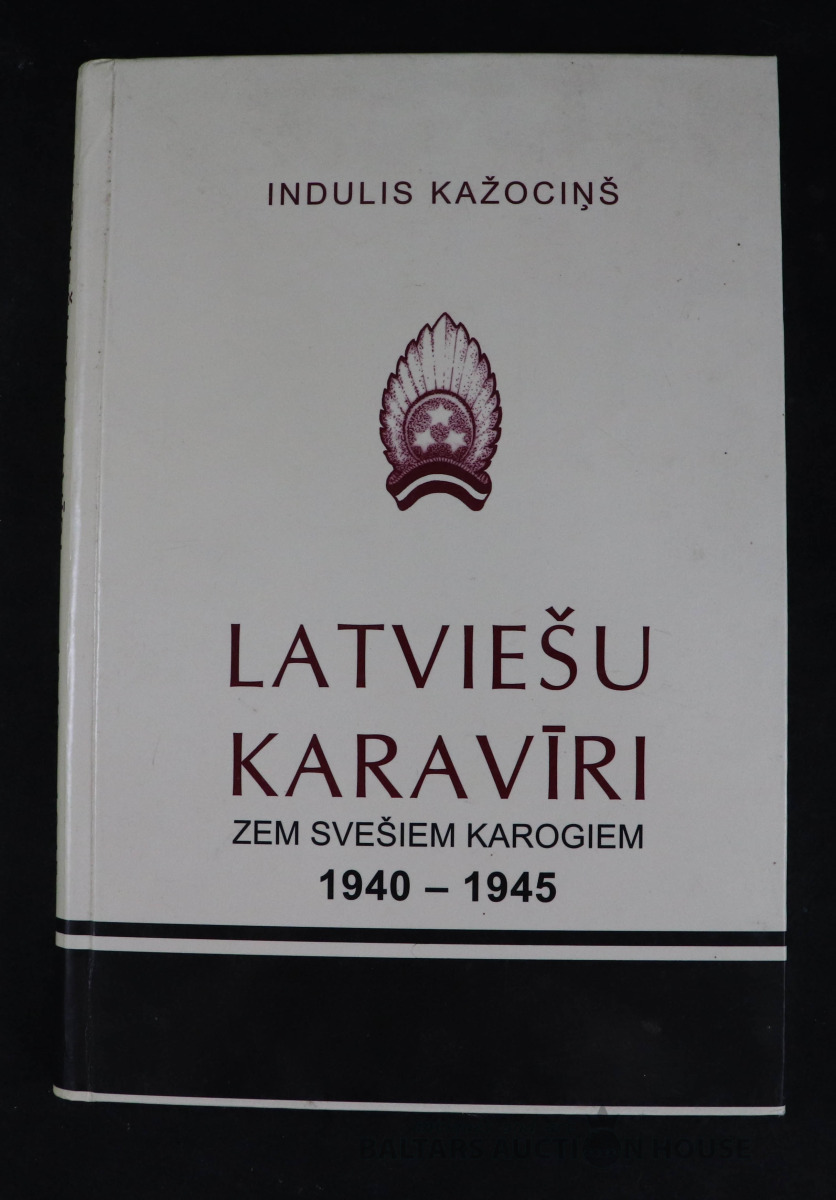 INDULIS KAŽOCIŅŠ
LATVIEŠU
KARAVĪRI
ZEM SVEŠIEM KAROGIEM
1940 – 1945
BALTARS AUCTION HOUSE